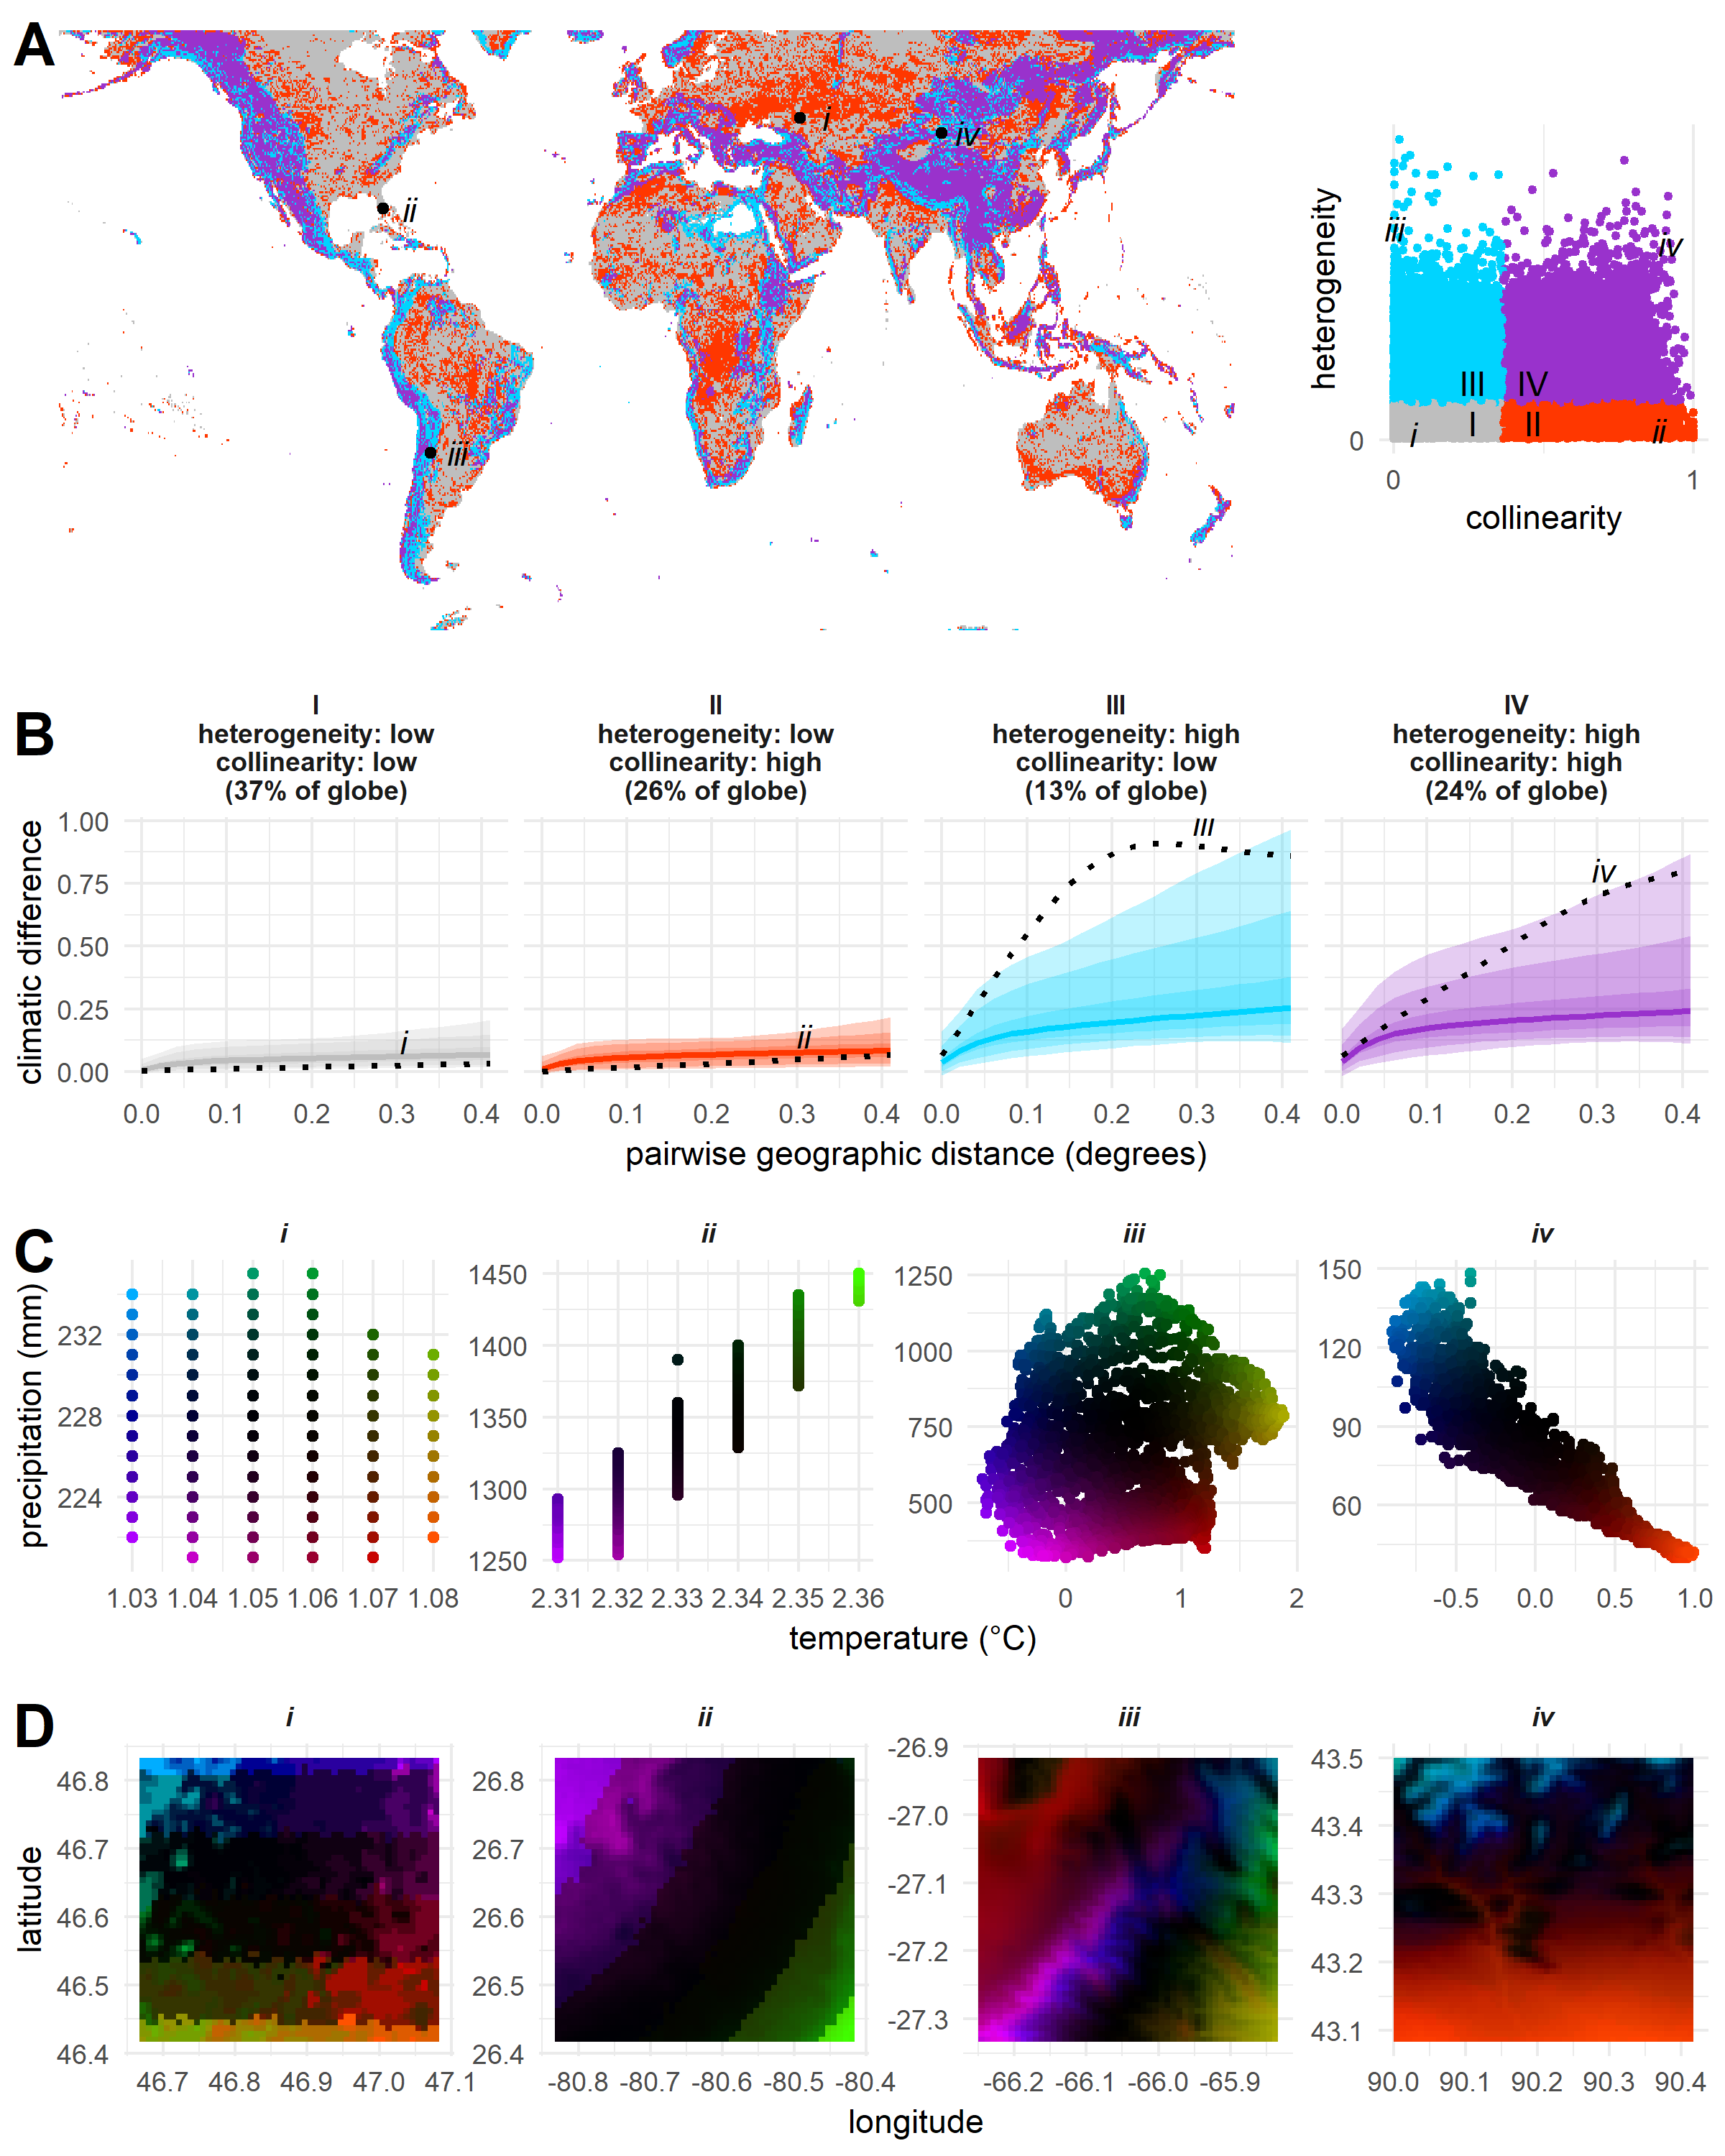 A
i
ii
iii
iv
heterogeneity
iii
iv
III
IV
I
II
i
ii
0
0
1
collinearity
B
I
heterogeneity: low
collinearity: low
(37% of globe)
II
heterogeneity: low
collinearity: high
(26% of globe)
III
heterogeneity: high
collinearity: low
(13% of globe)
IV
heterogeneity: high
collinearity: high
(24% of globe)
climatic difference
1.00
0.75
0.50
0.25
0.00
i
ii
iii
iv
0.0 0.1 0.2 0.3 0.4
0.0 0.1 0.2 0.3 0.4
0.0 0.1 0.2 0.3 0.4
0.0 0.1 0.2 0.3 0.4
pairwise geographic distance (degrees)
C
i
ii
iii
iv
precipitation (mm)
232
228
224
1.03 1.04 1.05 1.06 1.07 1.08
1450
1400
1350
1300
1250
2.31 2.32 2.33 2.34 2.35 2.36
1250
1000
750
500
0 1 2
150
120
90
60
-0.5 0.0 0.5 1.0
temperature (°C)
D
i
ii
iii
iv
latitude
46.8
46.7
46.6
46.5
46.4
46.7 46.8 46.9 47.0 47.1
26.8
26.7
26.6
26.5
26.4
-80.8 -80.7 -80.6 -80.5 -80.4
-26.9
-27.0
-27.1
-27.2
-27.3
-66.2 -66.1 -66.0 -65.9
43.5
43.4
43.3
43.2
43.1
90.0 90.1 90.2 90.3 90.4
longitude